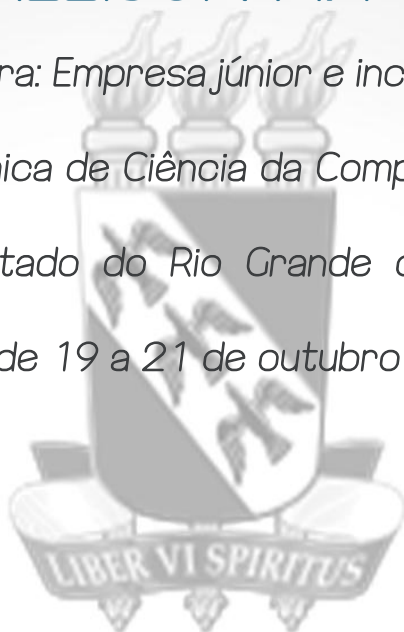 ra: Empresa júnior e inc
nica de Ciência da Comp
tado do Rio Grande
de 19 a 21 de outubro
LIBER VI SPIRITUS